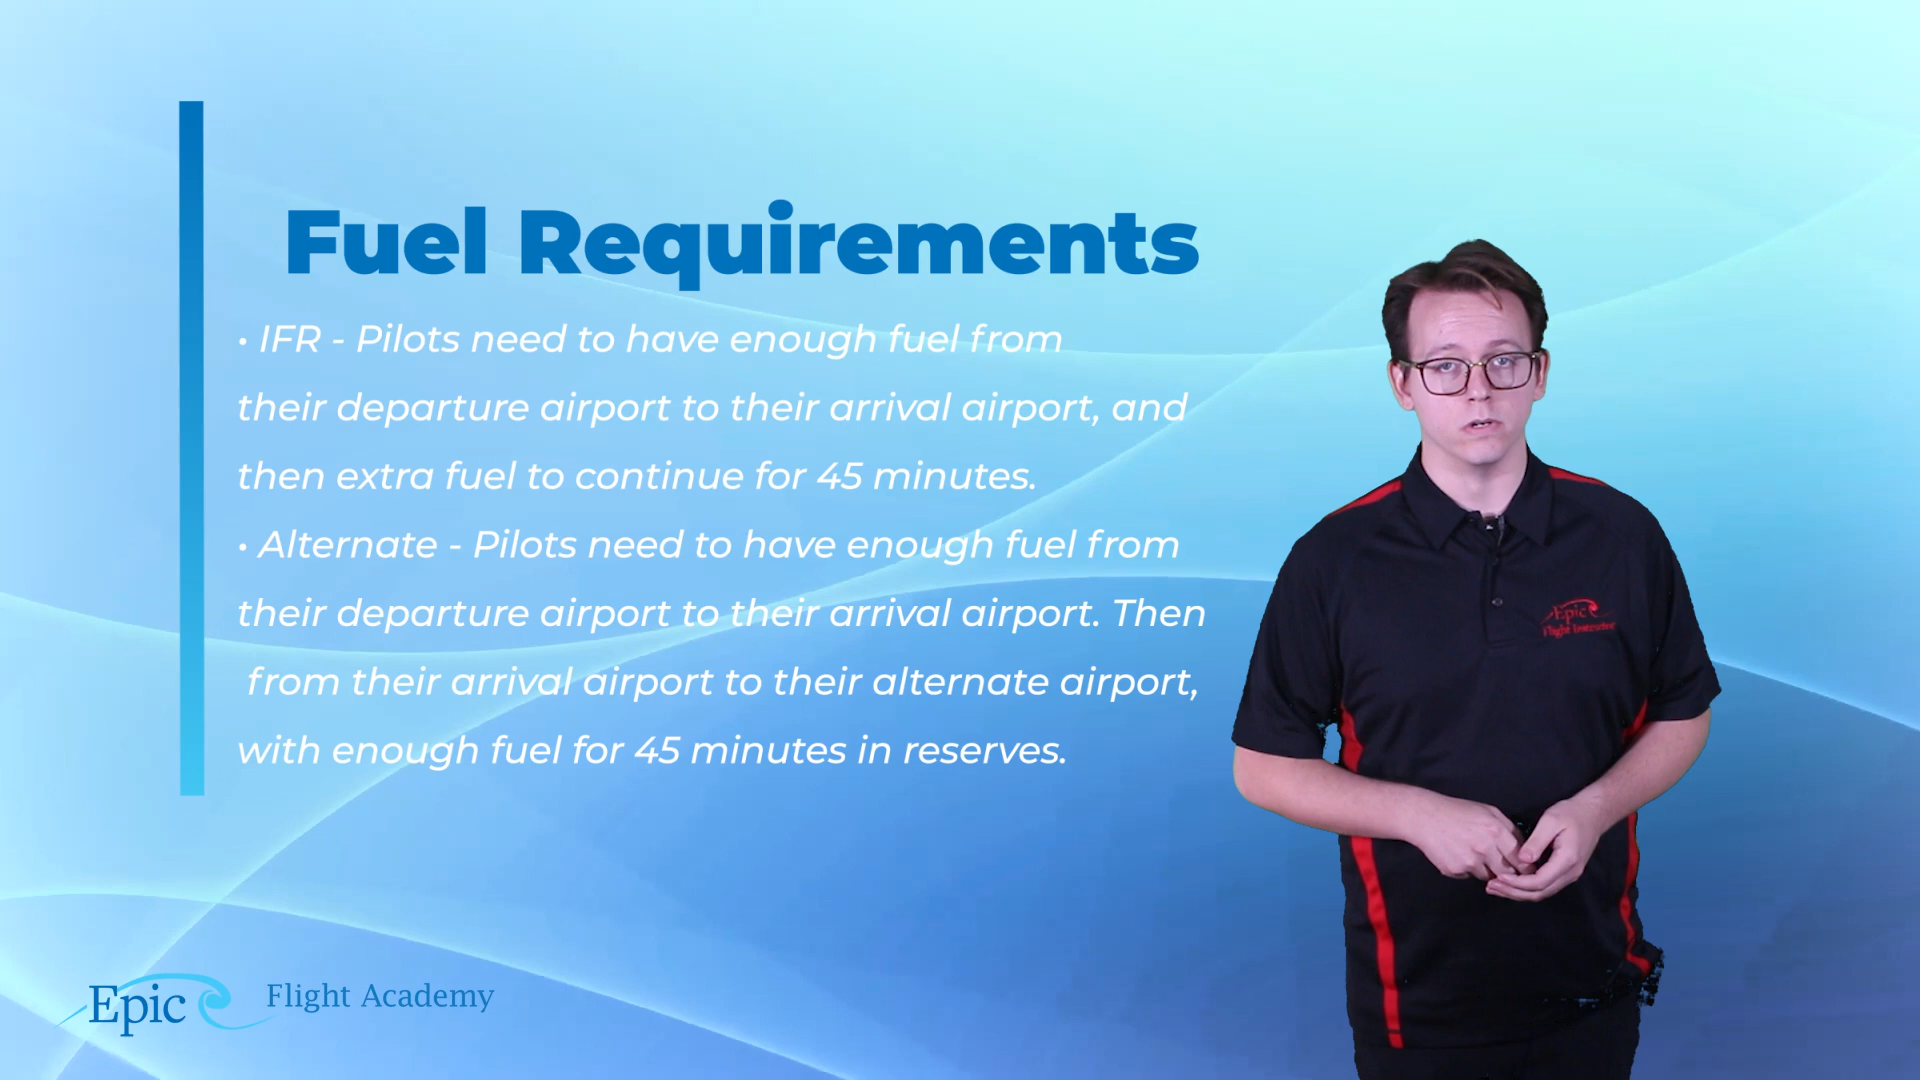 Fuel Requirements
• IFR - Pilots need to have enough fuel from
their departure airport to their arrival airport, and
then extra fuel to continue for 45 minutes.
• Alternate - Pilots need to have enough fuel from
their departure airport to their arrival airport. Then
from their arrival airport to their alternate airport,
with enough fuel for 45 minutes in reserves.
Epic
Flight Instructor
Epic Flight Academy